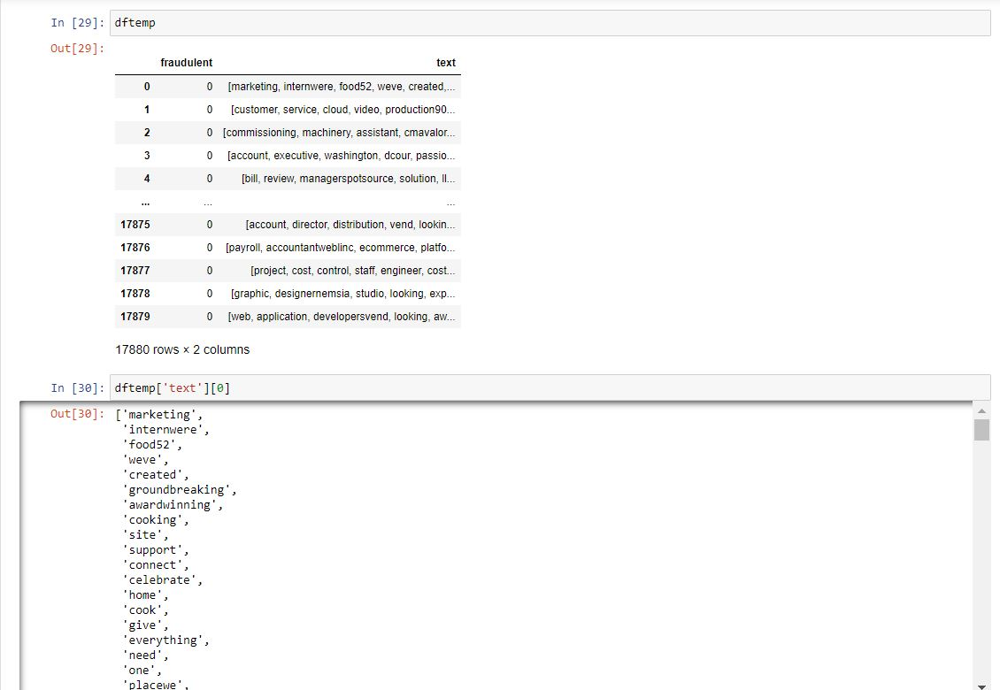 In [29]: dftemp
Out[29]:
fraudulent text
0 0 [marketing, internwere, food52, weve, created,...
1 0 [customer, service, cloud, video, production90...
2 0 [commissioning, machinery, assistant, cmavalor...
3 0 [account, executive, washington, dcour, passio...
4 0 [bill, review, managerspotsource, solution, ll...
... ... ...
17875 0 [account, director, distribution, vend, lookin...
17876 0 [payroll, accountantweblinc, ecommerce, platfo...
17877 0 [project, cost, control, staff, engineer, cost...
17878 0 [graphic, designernemsia, studio, looking, exp...
17879 0 [web, application, developersvend, looking, aw...
17880 rows × 2 columns
In [30]: dftemp['text'][0]
Out[30]: ['marketing',
'internwere',
'food52',
'weve',
'created',
'groundbreaking',
'awardwinning',
'cooking',
'site',
'support',
'connect',
'celebrate',
'home',
'cook',
'give',
'everything',
'need',
'one',
'placewe',